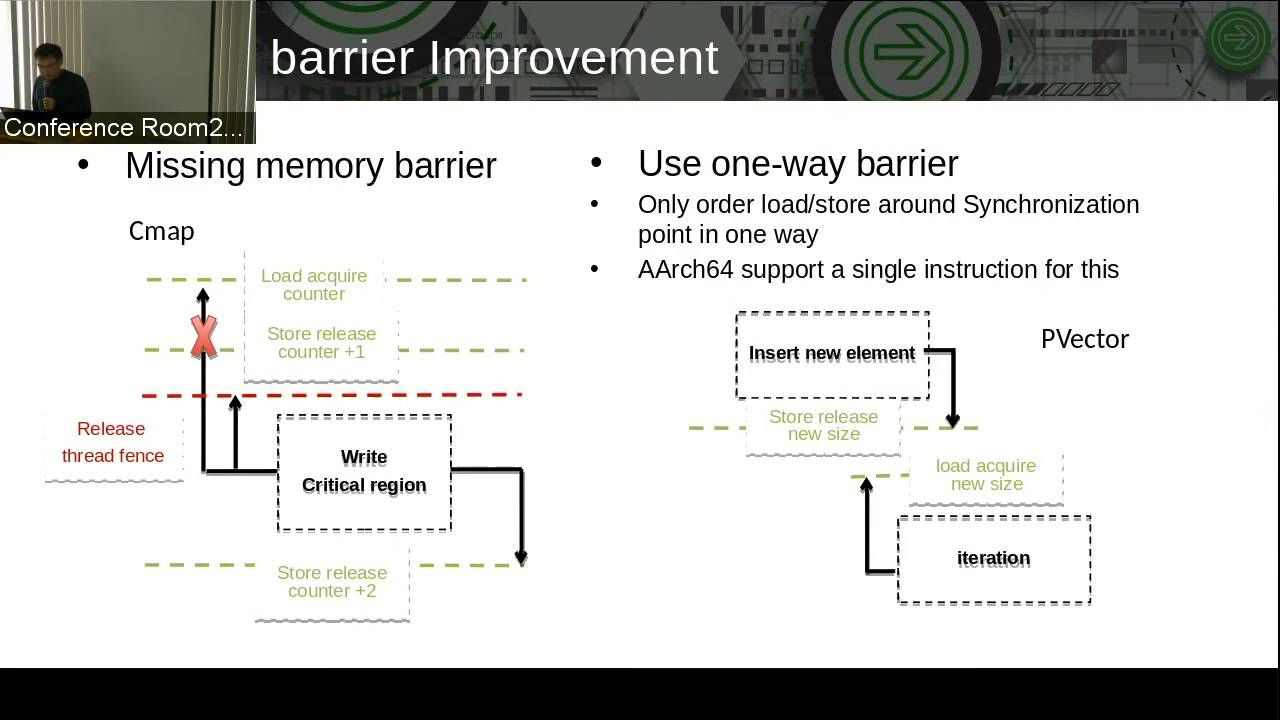 barrier Improvement
Conference Room2...
• Missing memory barrier
Cmap
Load acquire
counter
Store release
counter +1
Release
thread fence
Write
Critical region
Store release
counter +2
• Use one-way barrier
• Only order load/store around Synchronization
point in one way
• AArch64 support a single instruction for this
PVector
Insert new element
Store release
new size
load acquire
new size
iteration